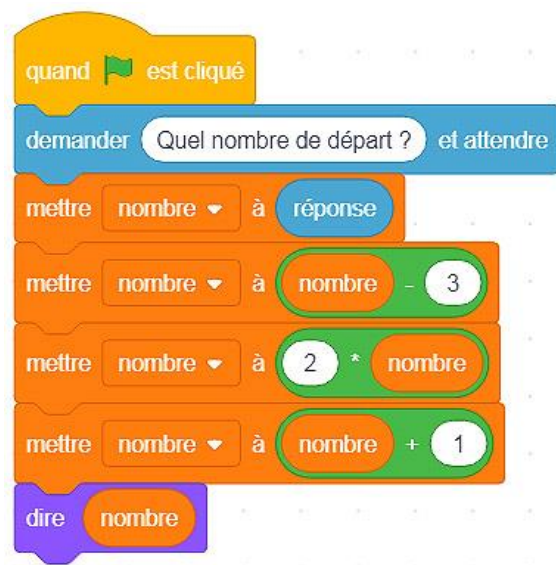 quand est cliqué
demander Quel nombre de départ ? et attendre
mettre nombre à réponse
mettre nombre à nombre - 3
mettre nombre à 2 * nombre
mettre nombre à nombre + 1
dire nombre